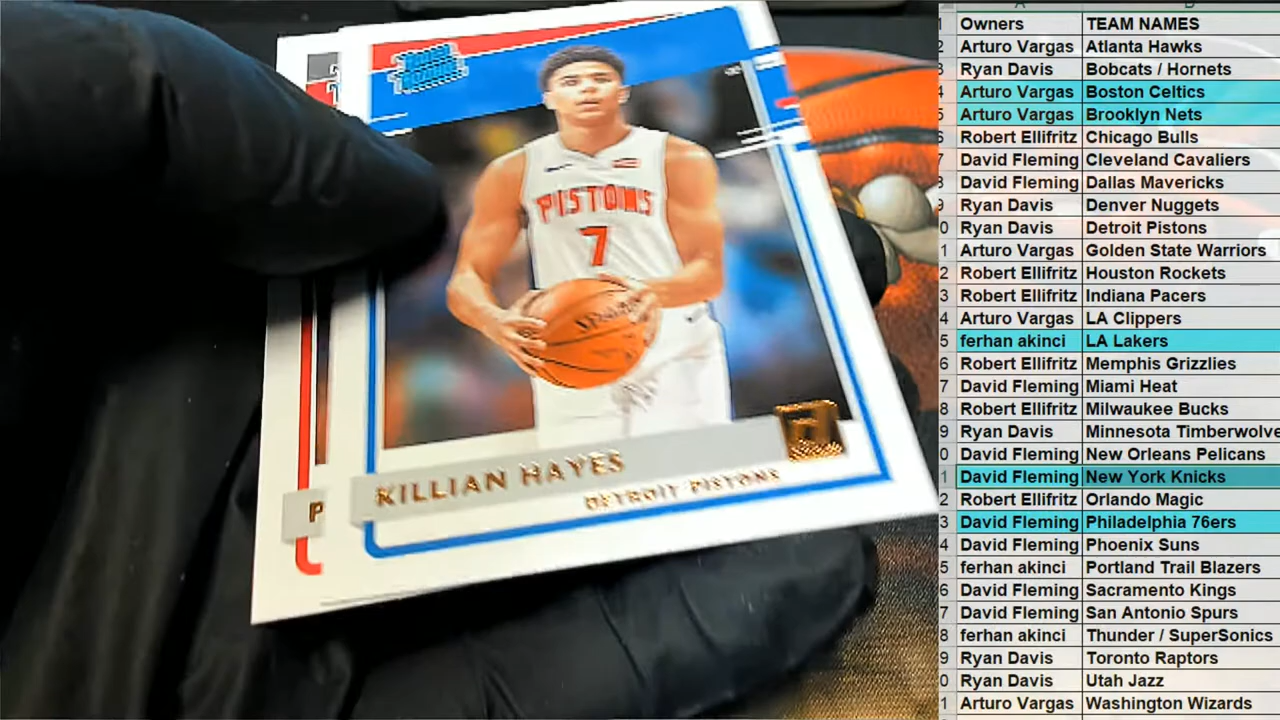 RATED
ROOKIE
PISTONS
7
SPALDING
KILLIAN HAYES
DETROIT PISTONS
P
Owners TEAM NAMES
Arturo Vargas Atlanta Hawks
Ryan Davis Bobcats / Hornets
Arturo Vargas Boston Celtics
Arturo Vargas Brooklyn Nets
Robert Ellifritz Chicago Bulls
David Fleming Cleveland Cavaliers
David Fleming Dallas Mavericks
Ryan Davis Denver Nuggets
Ryan Davis Detroit Pistons
Arturo Vargas Golden State Warriors
Robert Ellifritz Houston Rockets
Robert Ellifritz Indiana Pacers
Arturo Vargas LA Clippers
ferhan akinci LA Lakers
Robert Ellifritz Memphis Grizzlies
David Fleming Miami Heat
Robert Ellifritz Milwaukee Bucks
Ryan Davis Minnesota Timberwolve
David Fleming New Orleans Pelicans
David Fleming New York Knicks
Robert Ellifritz Orlando Magic
David Fleming Philadelphia 76ers
David Fleming Phoenix Suns
ferhan akinci Portland Trail Blazers
David Fleming Sacramento Kings
David Fleming San Antonio Spurs
ferhan akinci Thunder / SuperSonics
Ryan Davis Toronto Raptors
Ryan Davis Utah Jazz
Arturo Vargas Washington Wizards